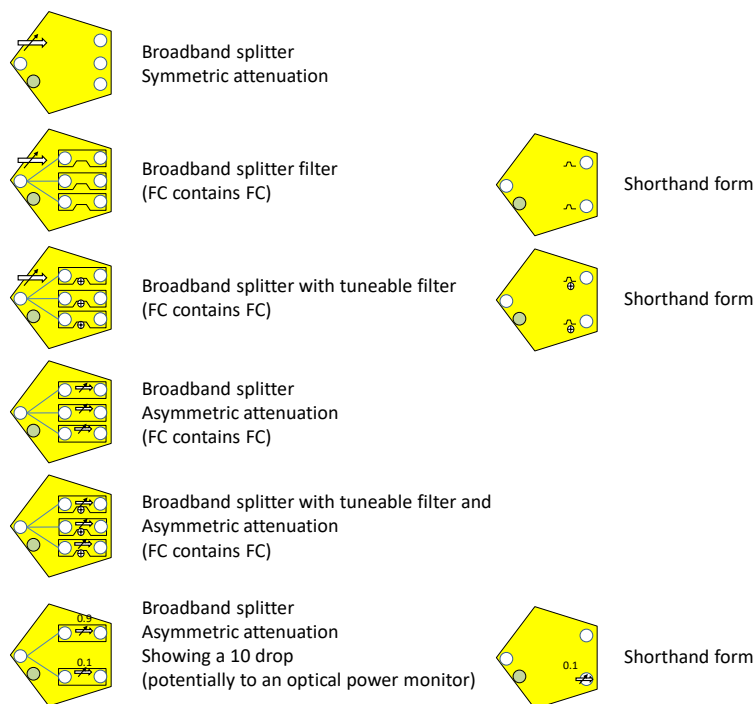 Broadband splitter
Symmetric attenuation
Broadband splitter filter
(FC contains FC)
Shorthand form
Broadband splitter with tuneable filter
(FC contains FC)
Shorthand form
Broadband splitter
Asymmetric attenuation
(FC contains FC)
Broadband splitter with tuneable filter and
Asymmetric attenuation
(FC contains FC)
0.9
0.1
Broadband splitter
Asymmetric attenuation
Showing a 10 drop
(potentially to an optical power monitor)
0.1
Shorthand form